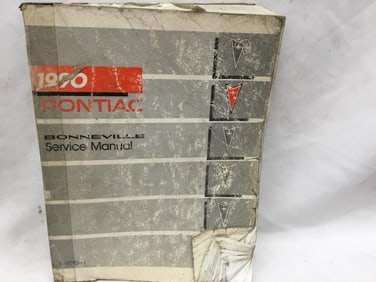 1990
PONTIAC
BONNEVILLE
Service Manual